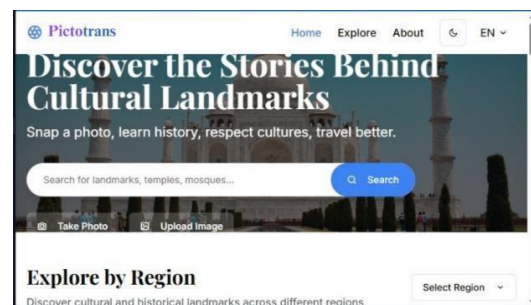 Pictotrans
Home Explore About EN
Discover the Stories Behind
Cultural Landmarks
Snap a photo, learn history, respect cultures, travel better.
Search for landmarks, temples, mosques...
Search
Take Photo Upload Image
Explore by Region
Select Region
Discover cultural and historical landmarks across different regions.